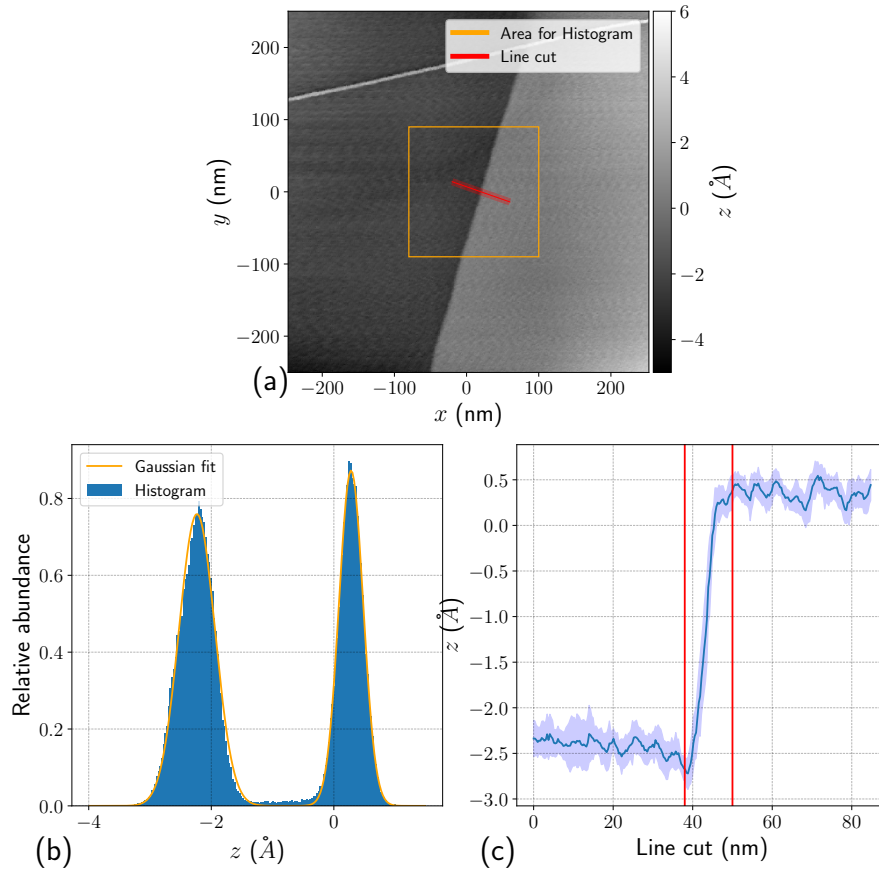 Area for Histogram
Line cut
200
100
0
−100
−200
y (nm)
−200
−100
0
100
200
x (nm)
6
4
2
0
−2
−4
z (Å)
(a)
Gaussian fit
Histogram
0.8
0.6
0.4
0.2
0.0
Relative abundance
−4
−2
0
z (Å)
(b)
0.5
0.0
−0.5
−1.0
−1.5
−2.0
−2.5
−3.0
z (Å)
0
20
40
60
80
Line cut (nm)
(c)